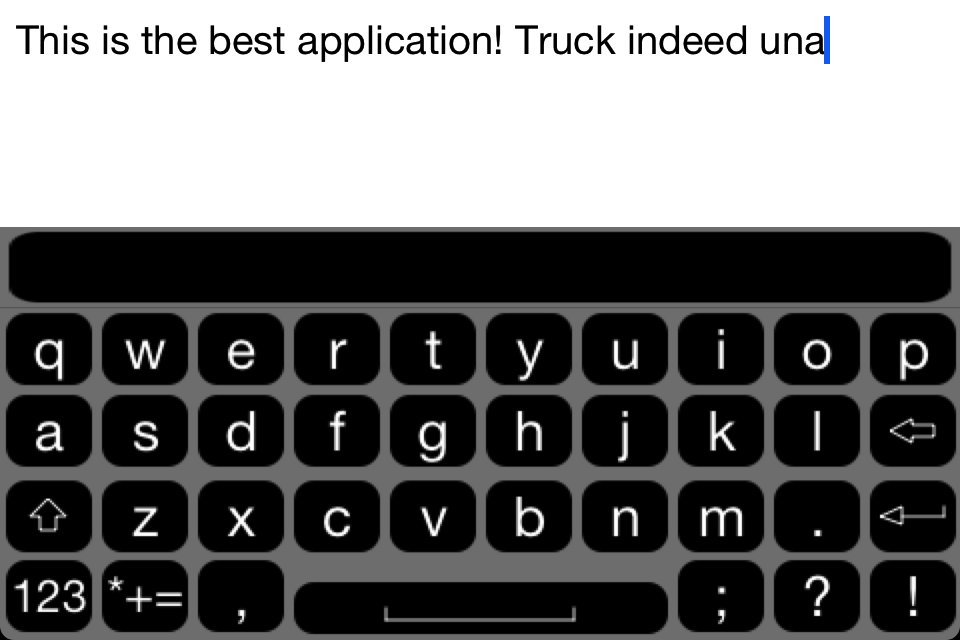 This is the best application! Truck indeed una
q w e r t y u i o p
a s d f g h j k l
z x c v b n m .
123 *+= , ; ? !